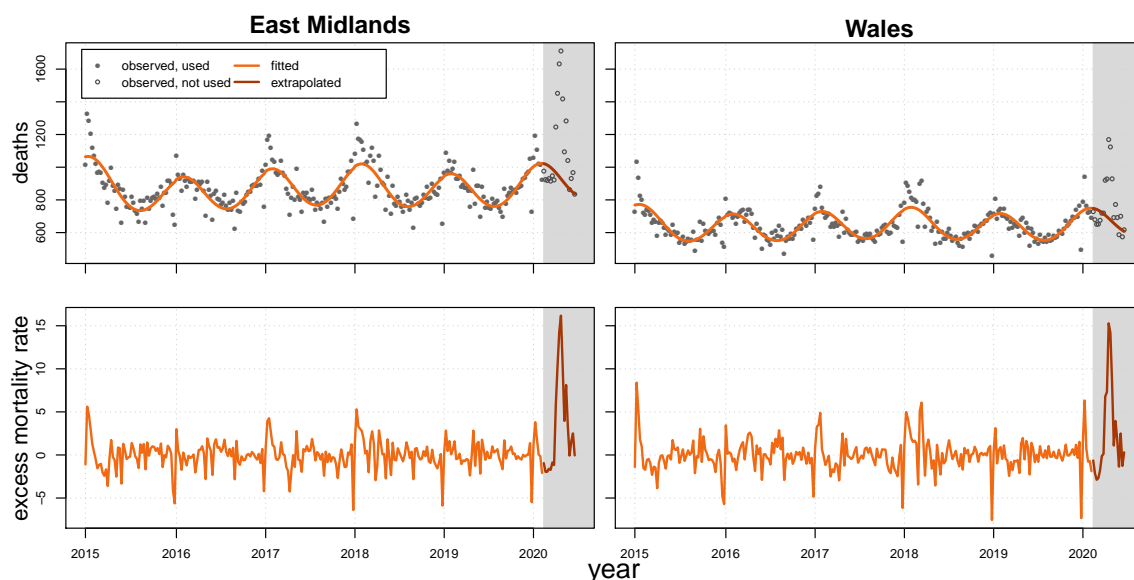 East Midlands
Wales
observed, used
fitted
observed, not used
extrapolated
deaths
600
800
1200
1600
excess mortality rate
−5
0
5
10
15
2015
2016
2017
2018
2019
2020
2015
2016
2017
2018
2019
2020
year